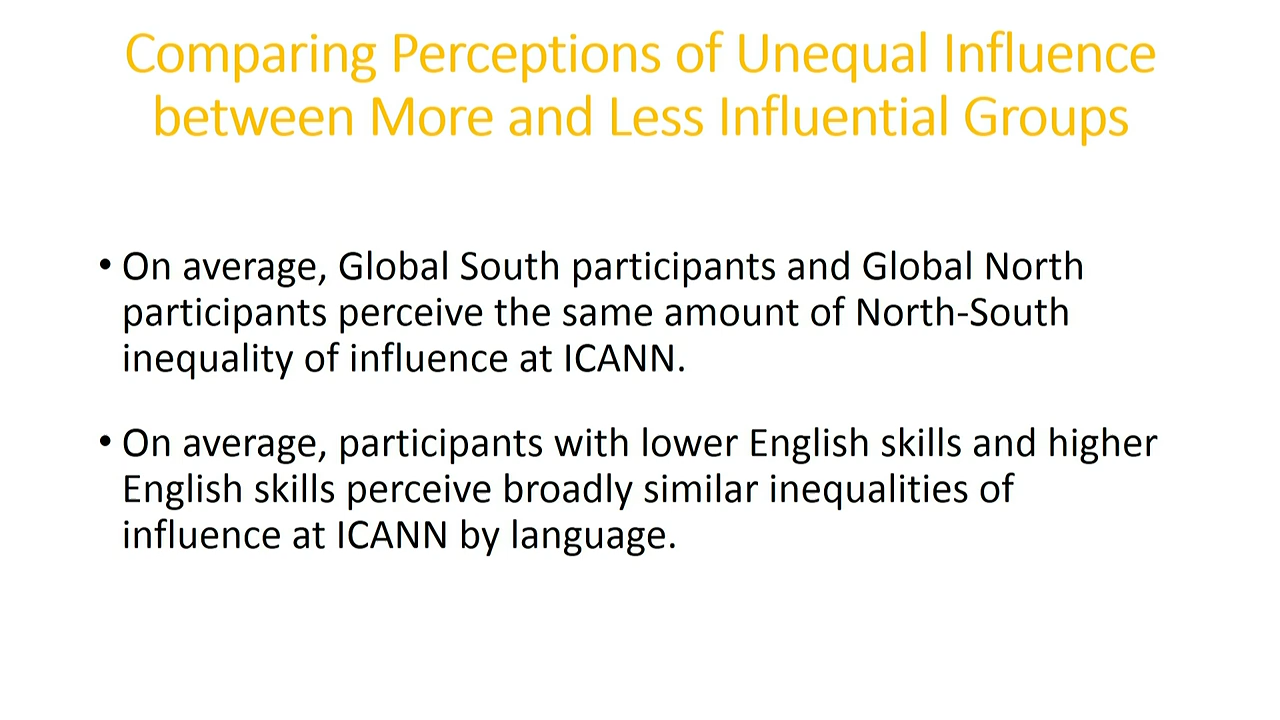 Comparing Perceptions of Unequal Influence
between More and Less Influential Groups
• On average, Global South participants and Global North
participants perceive the same amount of North-South
inequality of influence at ICANN.
• On average, participants with lower English skills and higher
English skills perceive broadly similar inequalities of
influence at ICANN by language.